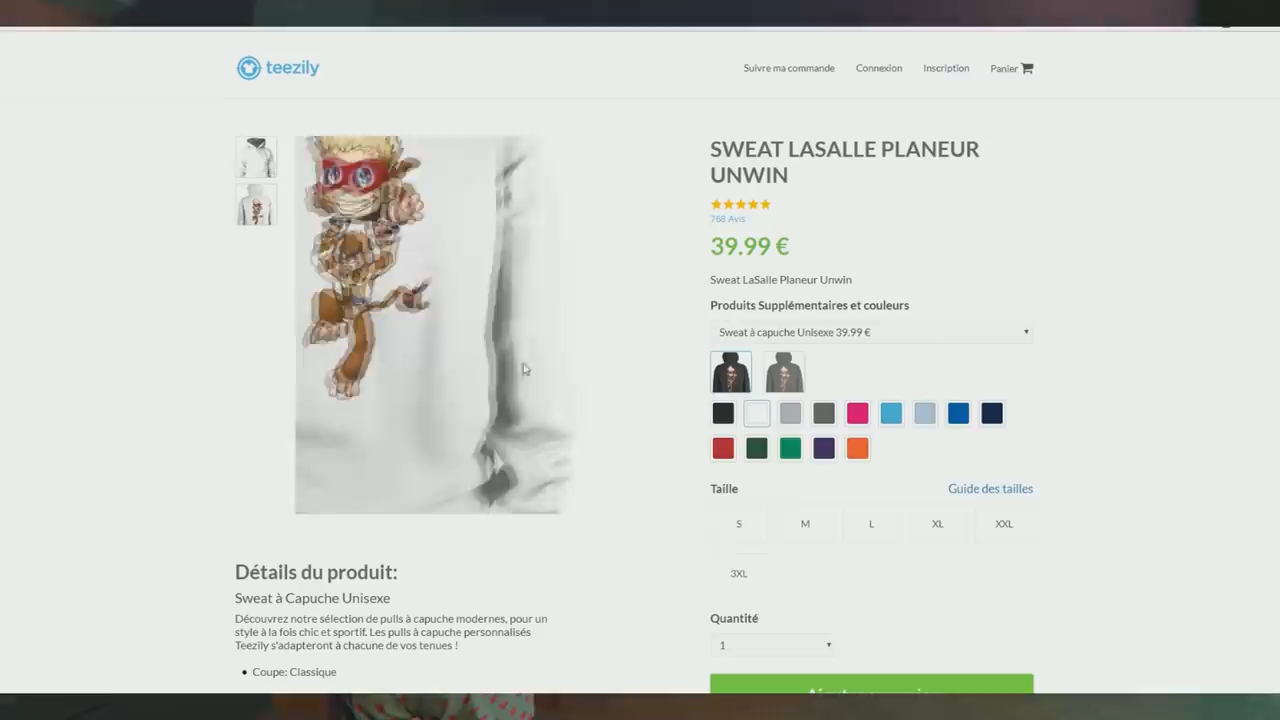 teezily
Suivre ma commande
Connexion
Inscription
Panier
SWEAT LASALLE PLANEUR
UNWIN
768 Avis
39.99 €
Sweat LaSalle Planeur Unwin
Produits Supplémentaires et couleurs
Sweat à capuche Unisexe 39.99 €
Taille
Guide des tailles
S
M
L
XL
XXL
3XL
Quantité
1
Détails du produit:
Sweat à Capuche Unisexe
Découvrez notre sélection de pulls à capuche modernes, pour un
style à la fois chic et sportif. Les pulls à capuche personnalisés
Teezily s'adapteront à chacune de vos tenues !
Coupe: Classique